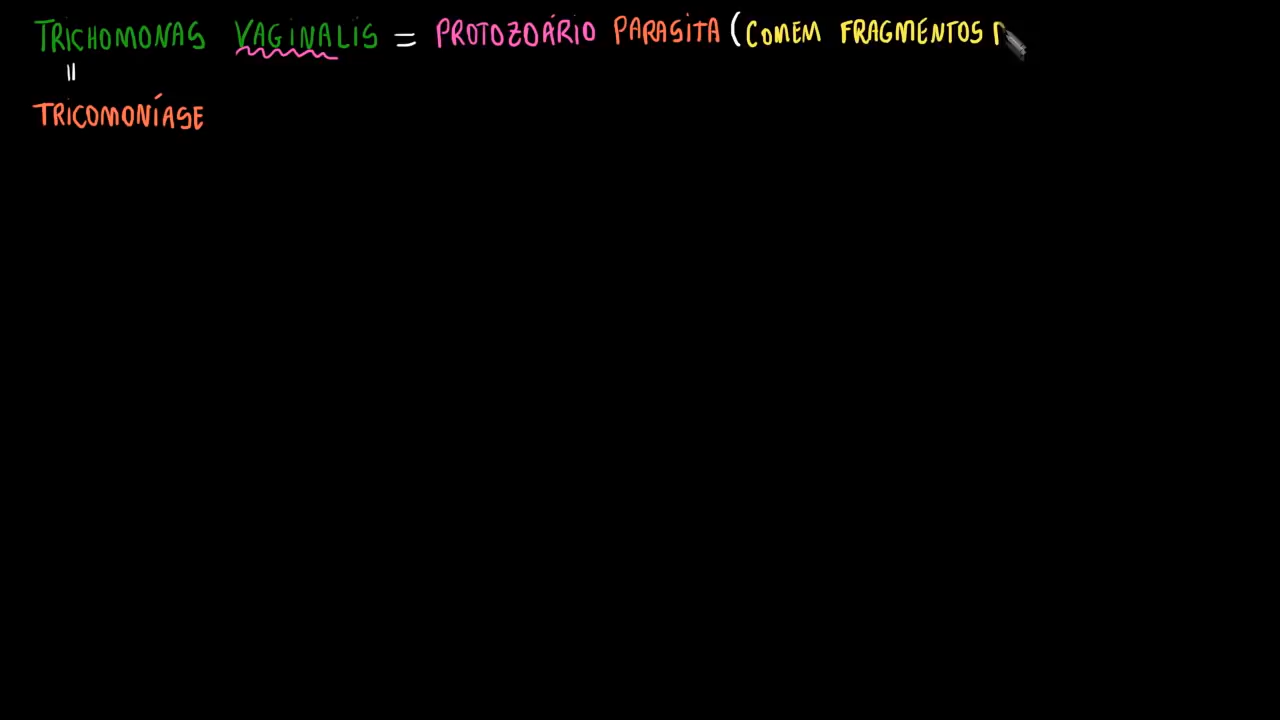 TRICHOMONAS VAGINALIS = PROTOZOÁRIO PARASITA (COMEM FRAGMENTOS
=
TRICOMONÍASE